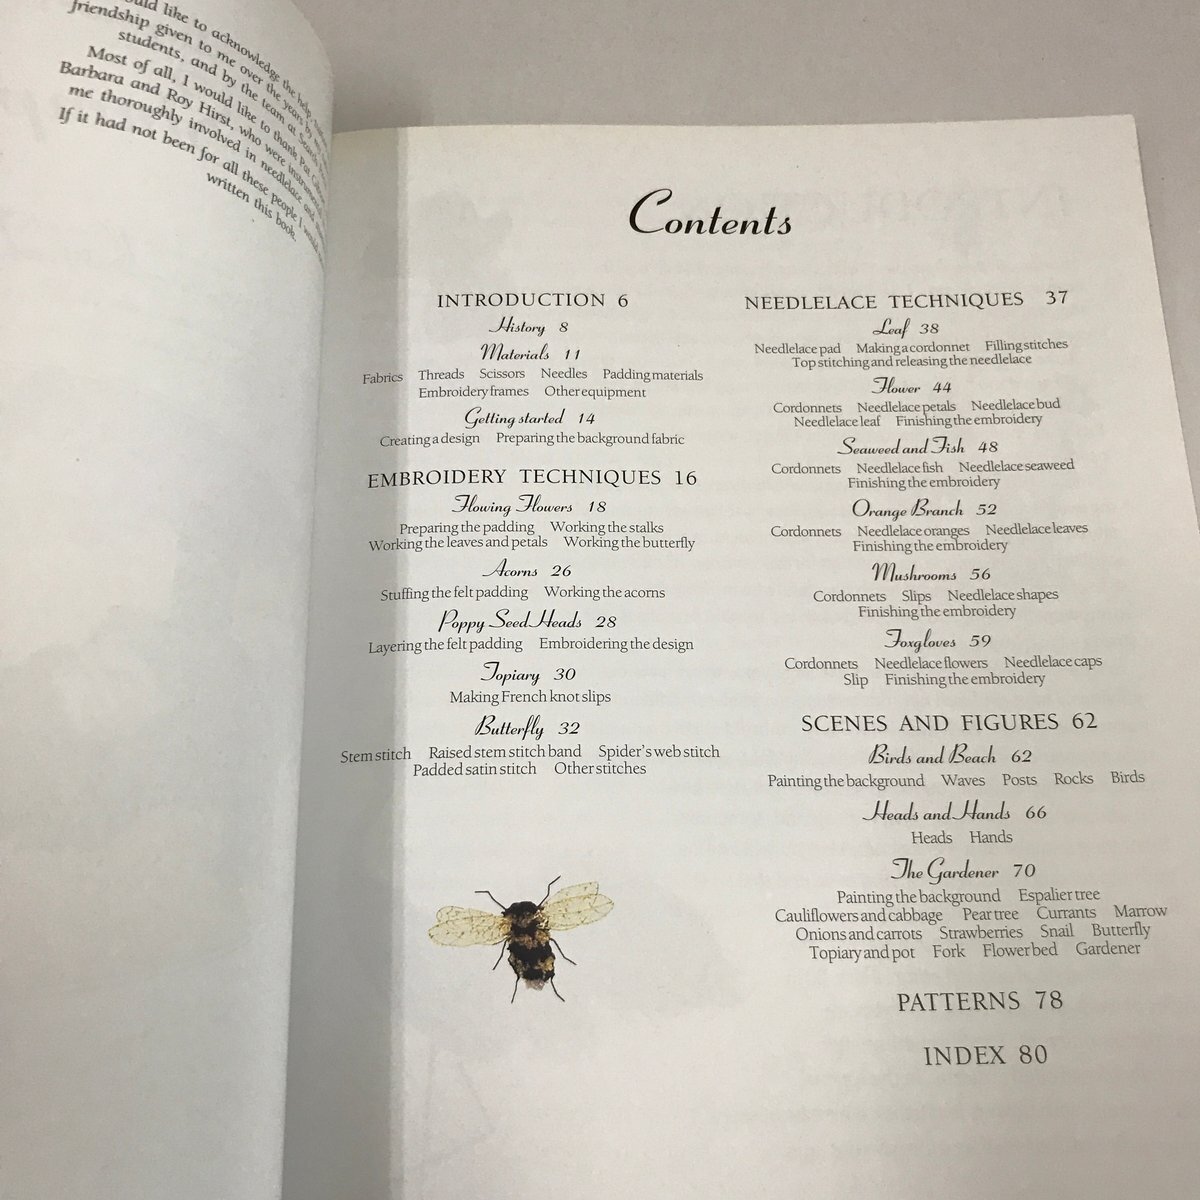 would like to acknowledge the help,
friendship given to me over the years by my
students, and by the team at Search
Most of all, I would like to thank Pat
Barbara and Roy Hirst, who were instrumental
me thoroughly involved in needlelace and
If it had not been for all these people I would
written this book.
Contents
INTRODUCTION 6
History 8
Materials 11
Fabrics Threads Scissors Needles Padding materials
Embroidery frames Other equipment
Getting started 14
Creating a design Preparing the background fabric
EMBROIDERY TECHNIQUES 16
Flowing Flowers 18
Preparing the padding Working the stalks
Working the leaves and petals Working the butterfly
Acorns 26
Stuffing the felt padding Working the acorns
Poppy Seed Heads 28
Layering the felt padding Embroidering the design
Topiary 30
Making French knot slips
Butterfly 32
Stem stitch Raised stem stitch band Spider's web stitch
Padded satin stitch Other stitches
NEEDLELACE TECHNIQUES 37
Leaf 38
Needlelace pad Making a cordonnet Filling stitches
Top stitching and releasing the needlelace
Flower 44
Cordonnets Needlelace petals Needlelace bud
Needlelace leaf Finishing the embroidery
Seaweed and Fish 48
Cordonnets Needlelace fish Needlelace seaweed
Finishing the embroidery
Orange Branch 52
Cordonnets Needlelace oranges Needlelace leaves
Finishing the embroidery
Mushrooms 56
Cordonnets Slips Needlelace shapes
Finishing the embroidery
Foxgloves 59
Cordonnets Needlelace flowers Needlelace caps
Slip Finishing the embroidery
SCENES AND FIGURES 62
Birds and Beach 62
Painting the background Waves Posts Rocks Birds
Heads and Hands 66
Heads Hands
The Gardener 70
Painting the background Espalier tree
Cauliflowers and cabbage Pear tree Currants Marrow
Onions and carrots Strawberries Snail Butterfly
Topiary and pot Fork Flower bed Gardener
PATTERNS 78
INDEX 80